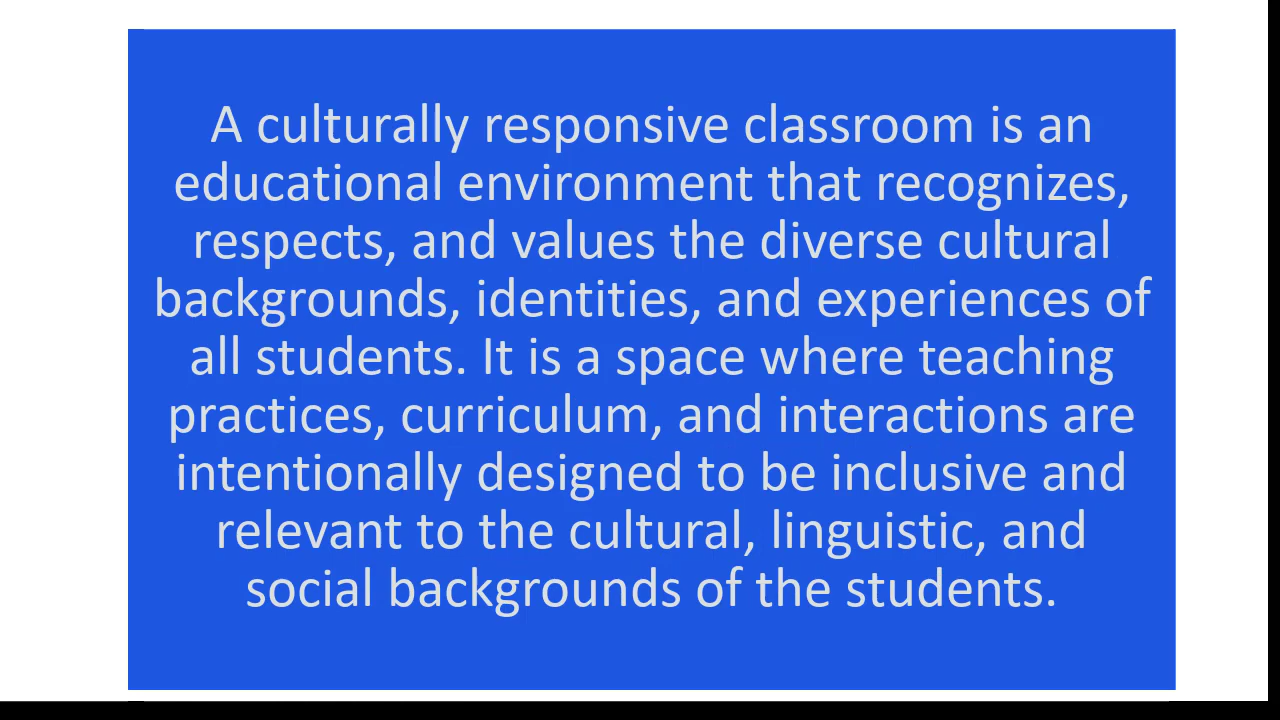 A culturally responsive classroom is an
educational environment that recognizes,
respects, and values the diverse cultural
backgrounds, identities, and experiences of
all students. It is a space where teaching
practices, curriculum, and interactions are
intentionally designed to be inclusive and
relevant to the cultural, linguistic, and
social backgrounds of the students.